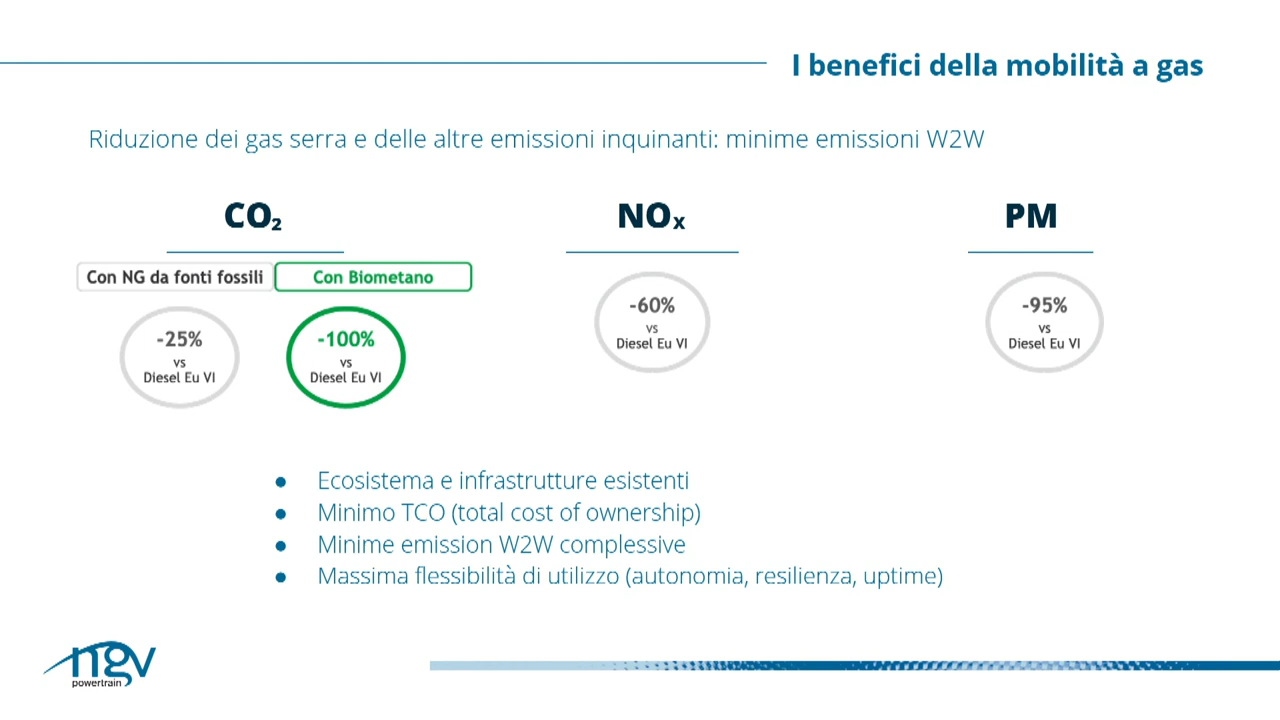 I benefici della mobilità a gas
Riduzione dei gas serra e delle altre emissioni inquinanti: minime emissioni W2W
CO₂
Con NG da fonti fossili
Con Biometano
-25%
vs
Diesel Eu VI
-100%
vs
Diesel Eu VI
NOx
-60%
vs
Diesel Eu VI
PM
-95%
vs
Diesel Eu VI
● Ecosistema e infrastrutture esistenti
● Minimo TCO (total cost of ownership)
● Minime emission W2W complessive
● Massima flessibilità di utilizzo (autonomia, resilienza, uptime)
ngv
powertrain